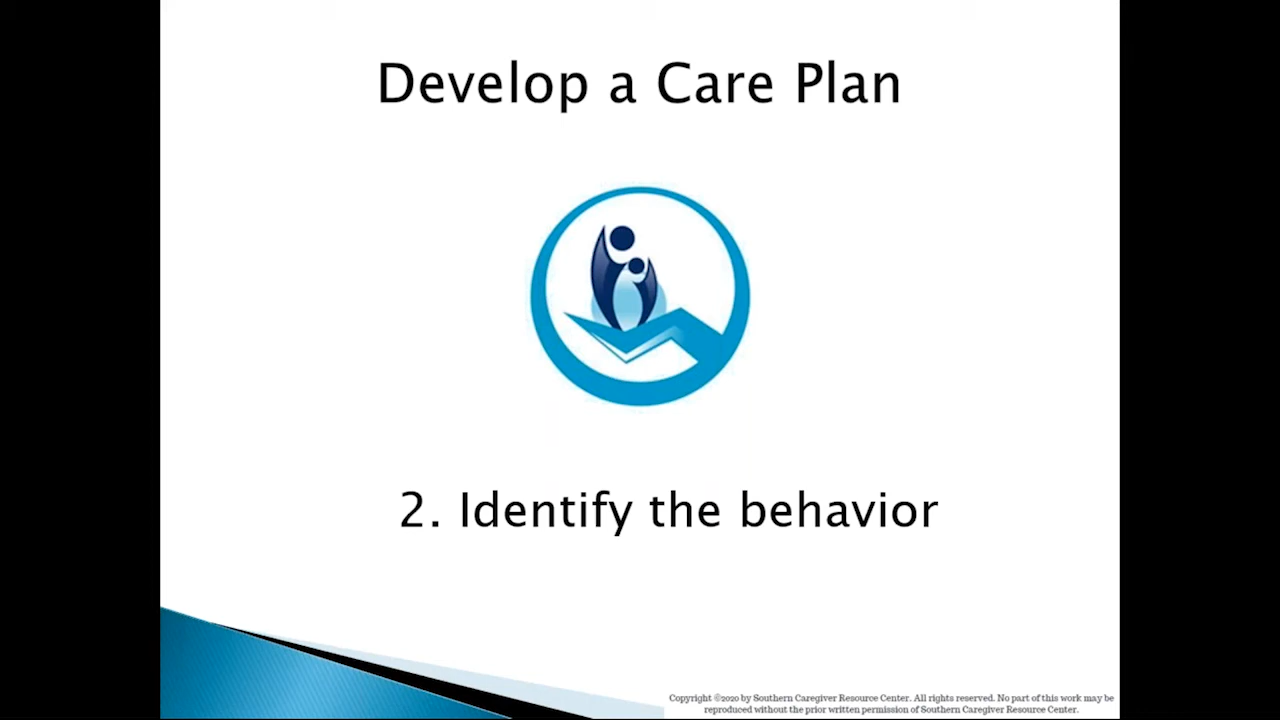 Develop a Care Plan
2. Identify the behavior
Copyright ©2020 by Southern Caregiver Resource Center. All rights reserved. No part of this work may be
reproduced without the prior written permission of Southern Caregiver Resource Center.